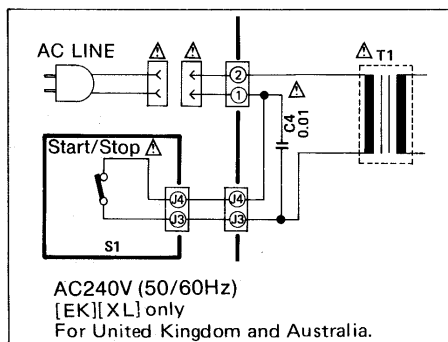 AC LINE
T1
2
1
C4
0.01
Start/Stop
J4
J4
J3
J3
S1
AC240V (50/60Hz)
[EK][XL] only
For United Kingdom and Australia.